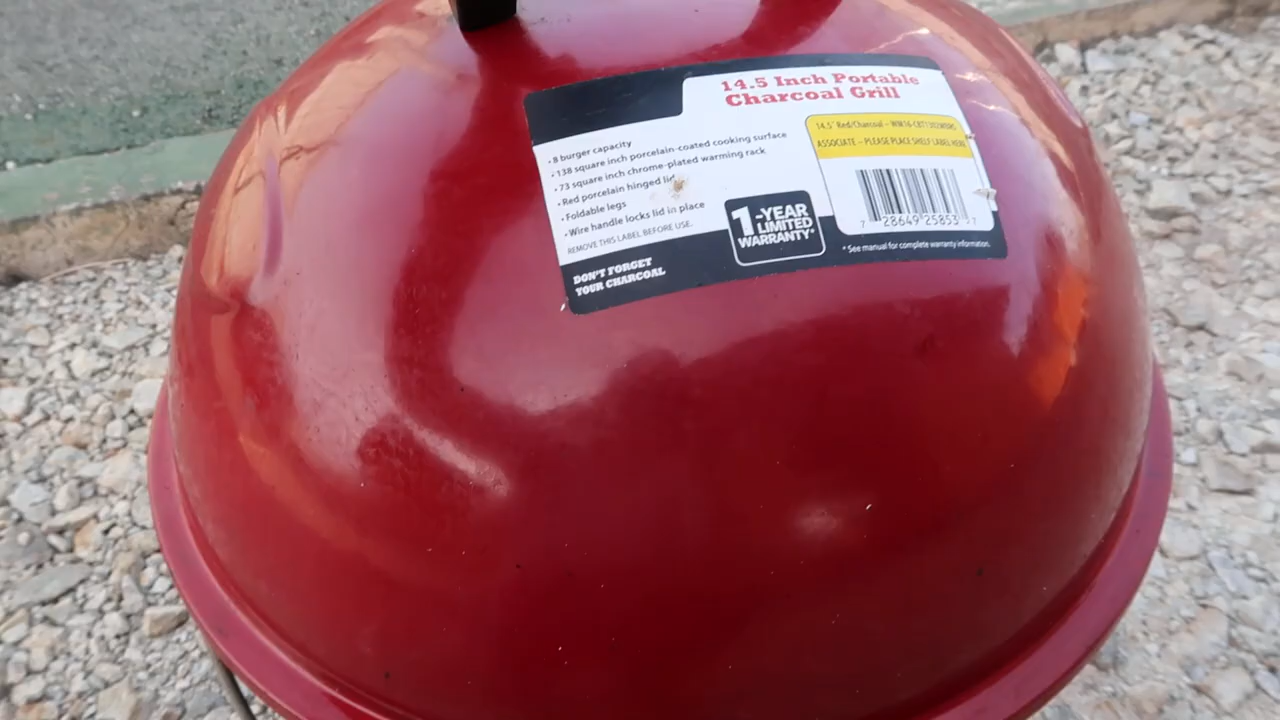 14.5 Inch Portable
Charcoal Grill
• 8 burger capacity
• 138 square inch porcelain-coated cooking surface
• 73 square inch chrome-plated warming rack
• Red porcelain hinged lid
• Foldable legs
• Wire handle locks lid in place
REMOVE THIS LABEL BEFORE USE.
DON'T FORGET
YOUR CHARCOAL
1-YEAR
LIMITED
WARRANTY*
14.5" Red/Charcoal –
ASSOCIATE – PLEASE PLACE SHELF LABEL HERE
7 28649 25853 7
* See manual for complete warranty information.